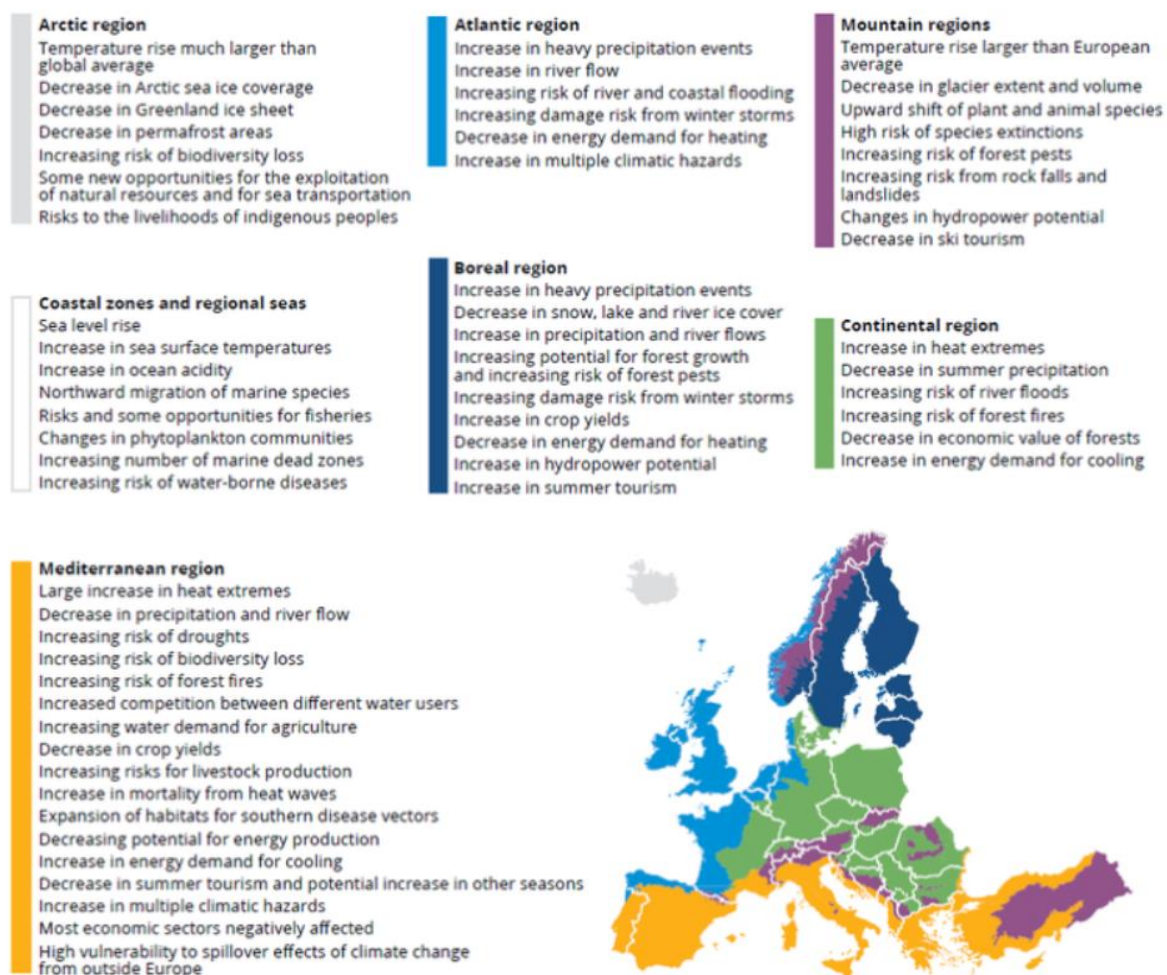 Arctic region
Temperature rise much larger than
global average
Decrease in Arctic sea ice coverage
Decrease in Greenland ice sheet
Decrease in permafrost areas
Increasing risk of biodiversity loss
Some new opportunities for the exploitation
of natural resources and for sea transportation
Risks to the livelihoods of indigenous peoples
Atlantic region
Increase in heavy precipitation events
Increase in river flow
Increasing risk of river and coastal flooding
Increasing damage risk from winter storms
Decrease in energy demand for heating
Increase in multiple climatic hazards
Mountain regions
Temperature rise larger than European
average
Decrease in glacier extent and volume
Upward shift of plant and animal species
High risk of species extinctions
Increasing risk of forest pests
Increasing risk from rock falls and
landslides
Changes in hydropower potential
Decrease in ski tourism
Coastal zones and regional seas
Sea level rise
Increase in sea surface temperatures
Increase in ocean acidity
Northward migration of marine species
Risks and some opportunities for fisheries
Changes in phytoplankton communities
Increasing number of marine dead zones
Increasing risk of water-borne diseases
Boreal region
Increase in heavy precipitation events
Decrease in snow, lake and river ice cover
Increase in precipitation and river flows
Increasing potential for forest growth
and increasing risk of forest pests
Increasing damage risk from winter storms
Increase in crop yields
Decrease in energy demand for heating
Increase in hydropower potential
Increase in summer tourism
Continental region
Increase in heat extremes
Decrease in summer precipitation
Increasing risk of river floods
Increasing risk of forest fires
Decrease in economic value of forests
Increase in energy demand for cooling
Mediterranean region
Large increase in heat extremes
Decrease in precipitation and river flow
Increasing risk of droughts
Increasing risk of biodiversity loss
Increasing risk of forest fires
Increased competition between different water users
Increasing water demand for agriculture
Decrease in crop yields
Increasing risks for livestock production
Increase in mortality from heat waves
Expansion of habitats for southern disease vectors
Decreasing potential for energy production
Increase in energy demand for cooling
Decrease in summer tourism and potential increase in other seasons
Increase in multiple climatic hazards
Most economic sectors negatively affected
High vulnerability to spillover effects of climate change
from outside Europe